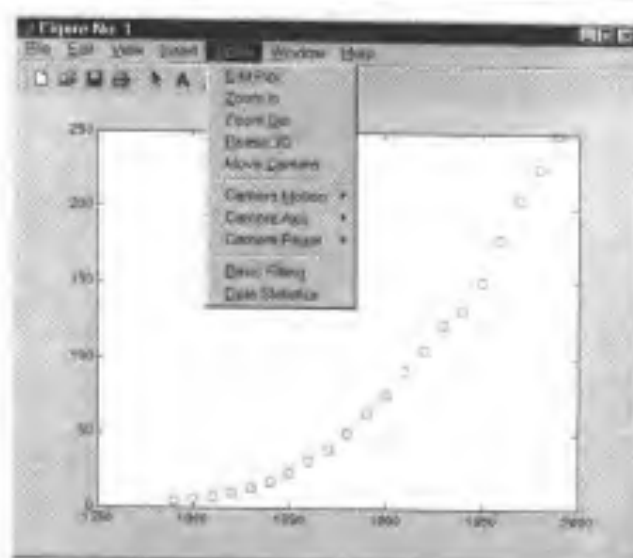 Figure No. 1
File Edit View Insert Tools Window Help
A
Edit Plot
Zoom In
Zoom Out
Rotate 3D
Move Camera
Camera Motion
Camera Axis
Camera Reset
Basic Fitting
Data Statistics
250
200
150
100
50
0
1750 1800 1850 1900 1950 2000